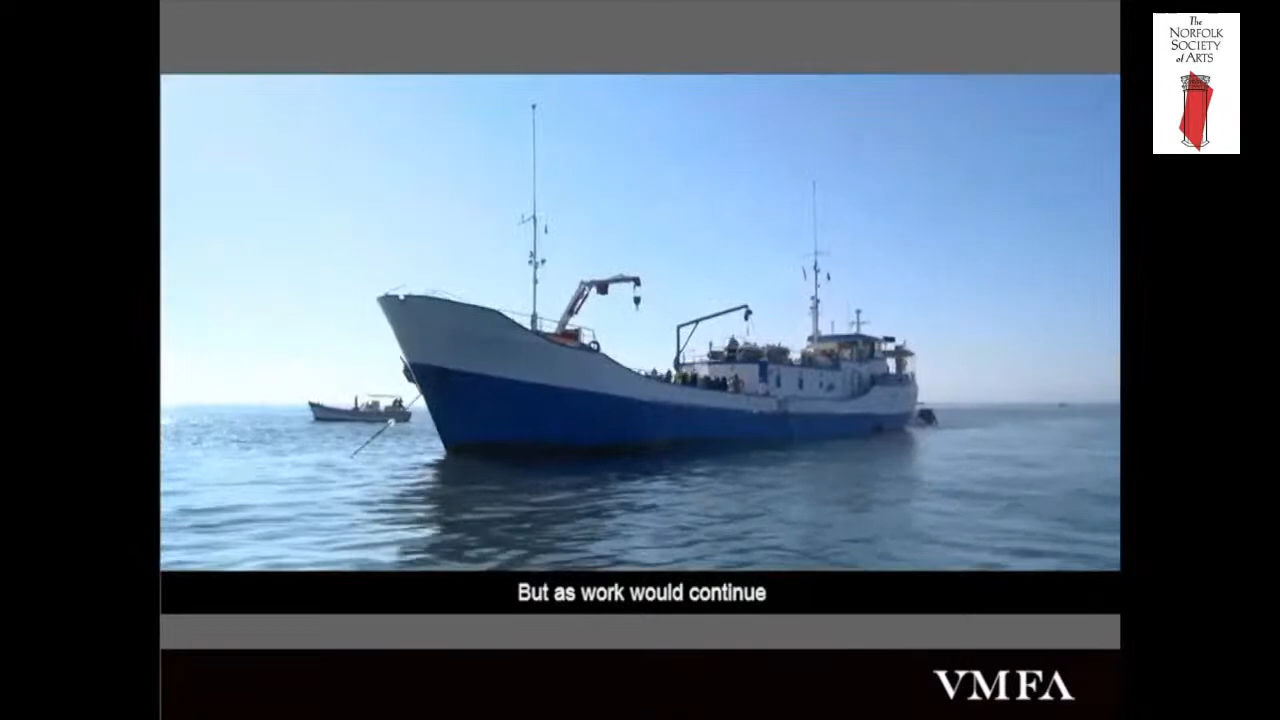 The
NORFOLK
SOCIETY
of ARTS
But as work would continue
VMFA